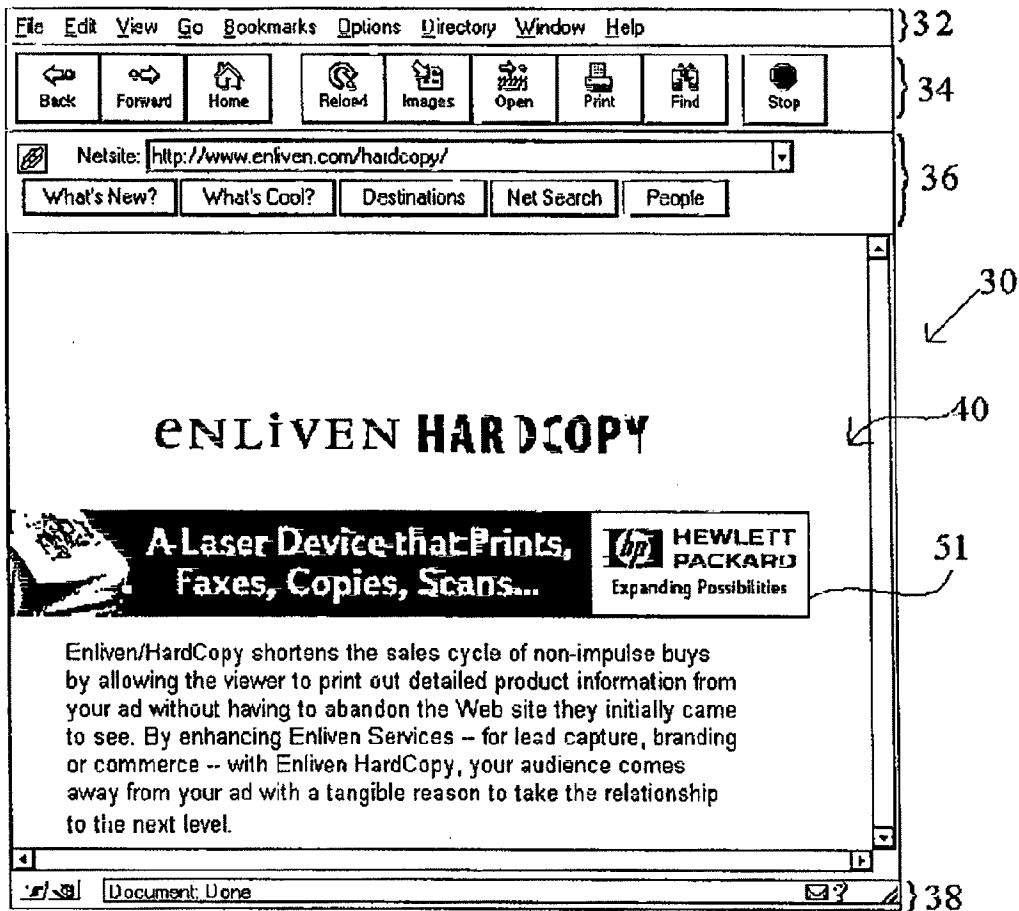 File Edit View Go Bookmarks Options Directory Window Help
32
Back Forward Home Reload Images Open Print Find Stop
34
Netsite: http://www.enliven.com/hardcopy/
36
What's New? What's Cool? Destinations Net Search People
30
40
eNLiVEN HARDCOPY
A Laser Device that Prints,
Faxes, Copies, Scans...
hp HEWLETT
PACKARD
Expanding Possibilities
51
Enliven/HardCopy shortens the sales cycle of non-impulse buys
by allowing the viewer to print out detailed product information from
your ad without having to abandon the Web site they initially came
to see. By enhancing Enliven Services -- for lead capture, branding
or commerce -- with Enliven HardCopy, your audience comes
away from your ad with a tangible reason to take the relationship
to the next level.
Document: Done
?
38